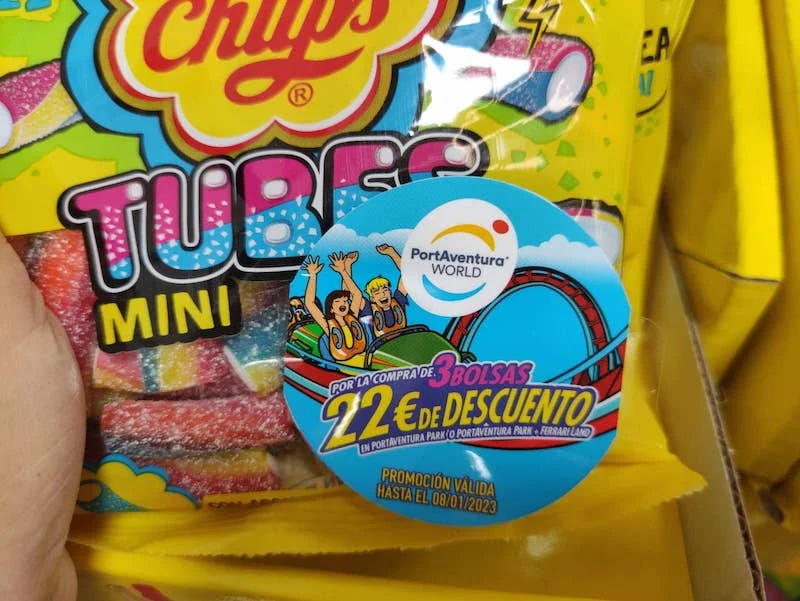 Chups®
TUBES
MINI
PortAventura®
WORLD
POR LA COMPRA DE 3 BOLSAS
22€ DE DESCUENTO
EN PORTAVENTURA PARK / O PORTAVENTURA PARK + FERRARI LAND
PROMOCIÓN VÁLIDA
HASTA EL 08/01/2023